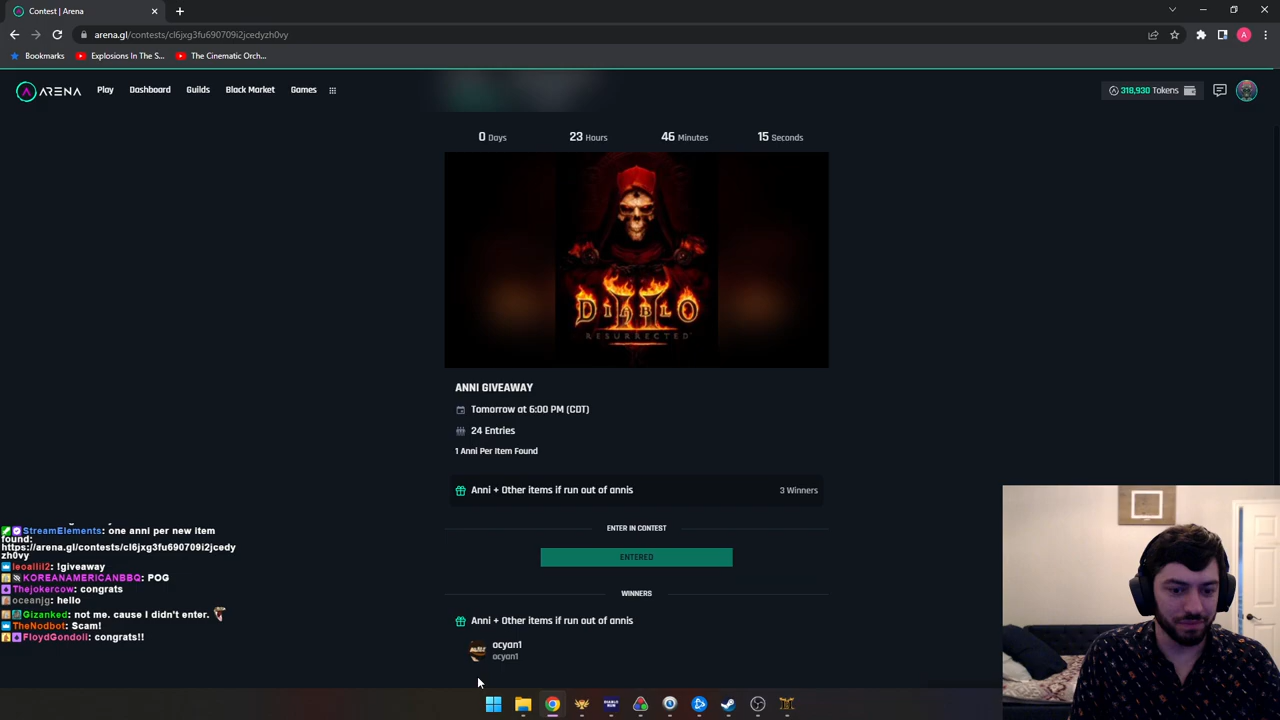 Contest | Arena
arena.gl/contests/cl6jxg3fu690709i2jcedyzh0vy
Bookmarks
Explosions In The S...
The Cinematic Orch...
ARENA
Play
Dashboard
Guilds
Black Market
Games
318,930 Tokens
0 Days
23 Hours
46 Minutes
15 Seconds
DIABLO II
RESURRECTED
ANNI GIVEAWAY
Tomorrow at 6:00 PM (CDT)
24 Entries
1 Anni Per Item Found
Anni + Other items if run out of annis
3 Winners
ENTER IN CONTEST
ENTERED
WINNERS
Anni + Other items if run out of annis
ocyan1
ocyan1
StreamElements: one anni per new item
found:
https://arena.gl/contests/cl6jxg3fu690709i2jcedy
zh0vy
leoallil2: !giveaway
KOREANAMERICANBBQ: POG
Thejokercow: congrats
oceanjg: hello
Gizanked: not me. cause I didn't enter.
TheNodbot: Scam!
FloydGondoli: congrats!!